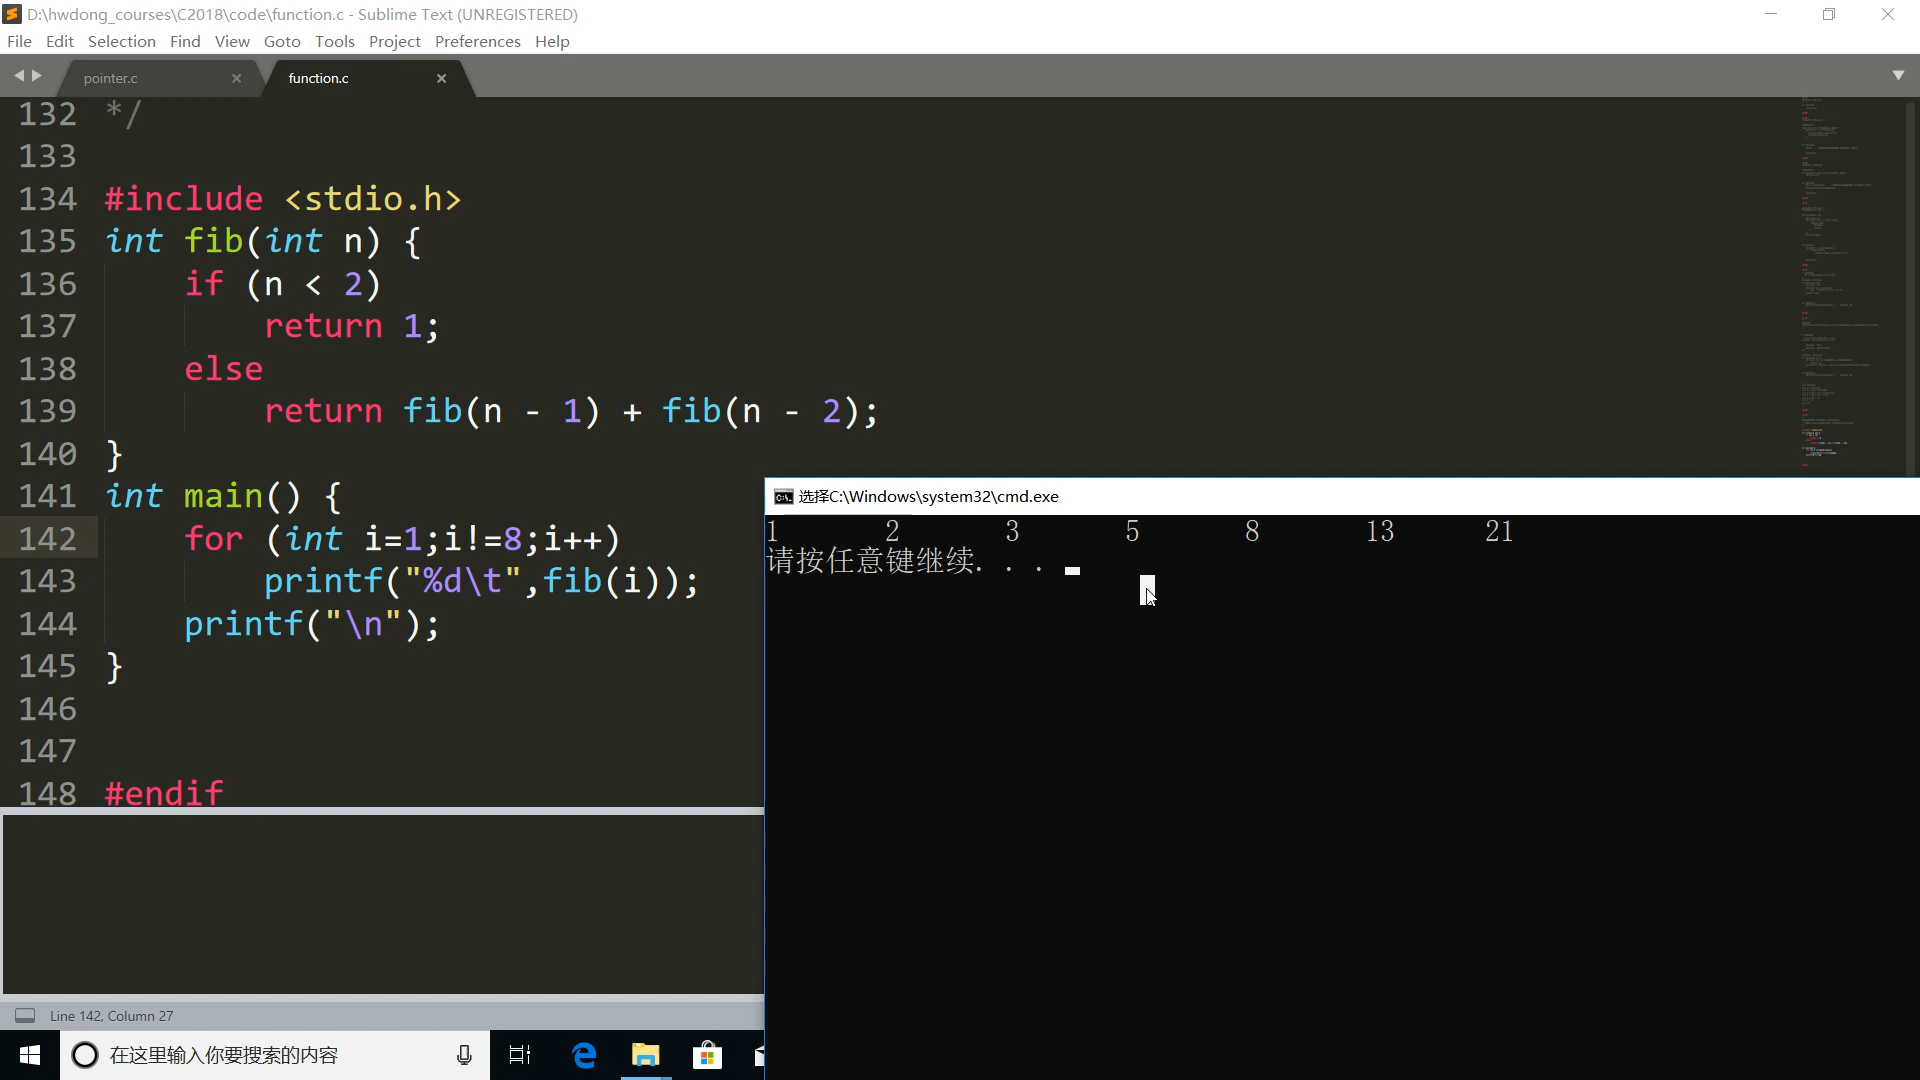 D:\hwdong_courses\C2018\code\function.c - Sublime Text (UNREGISTERED)
File Edit Selection Find View Goto Tools Project Preferences Help
pointer.c function.c
132 */
133
134 #include <stdio.h>
135 int fib(int n) {
136     if (n < 2)
137         return 1;
138     else
139         return fib(n - 1) + fib(n - 2);
140 }
141 int main() {
142     for (int i=1;i!=8;i++)
143         printf("%d\t",fib(i));
144     printf("\n");
145 }
146
147
148 #endif
选择C:\Windows\system32\cmd.exe
1 2 3 5 8 13 21
请按任意键继续. . .
Line 142, Column 27
在这里输入你要搜索的内容